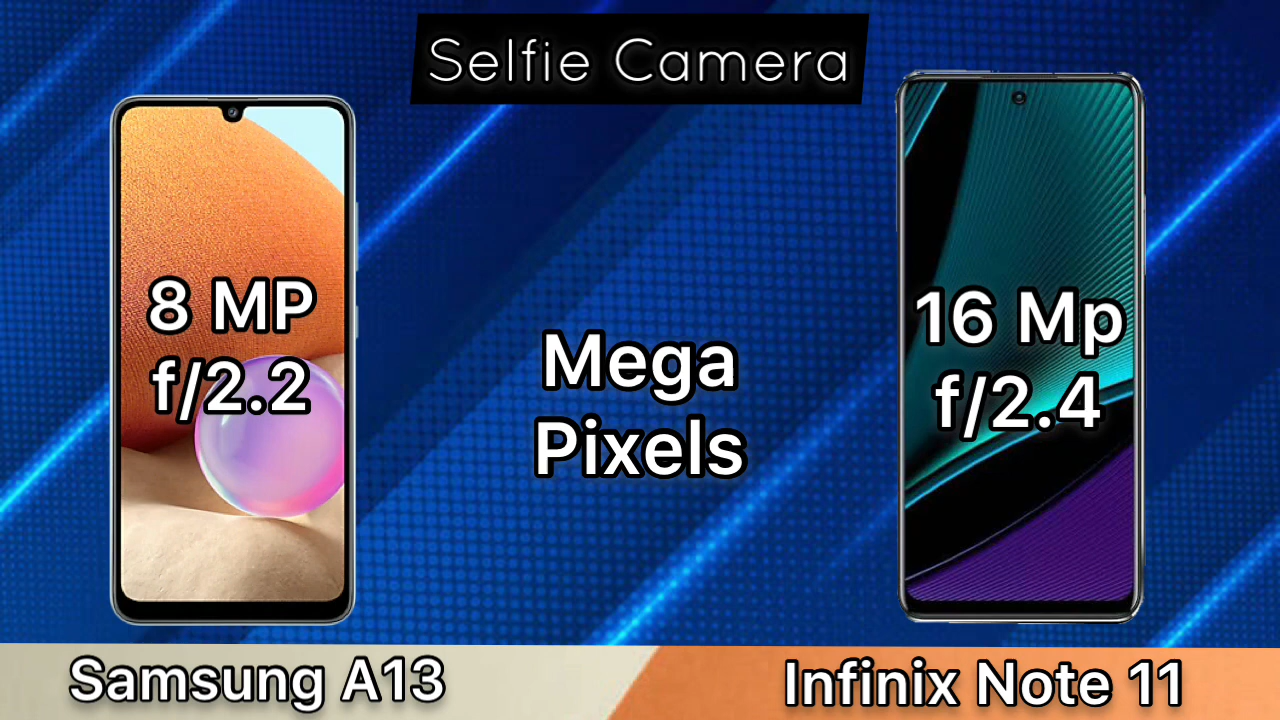 Selfie Camera
8 MP
f/2.2
Mega
Pixels
16 Mp
f/2.4
Samsung A13
Infinix Note 11